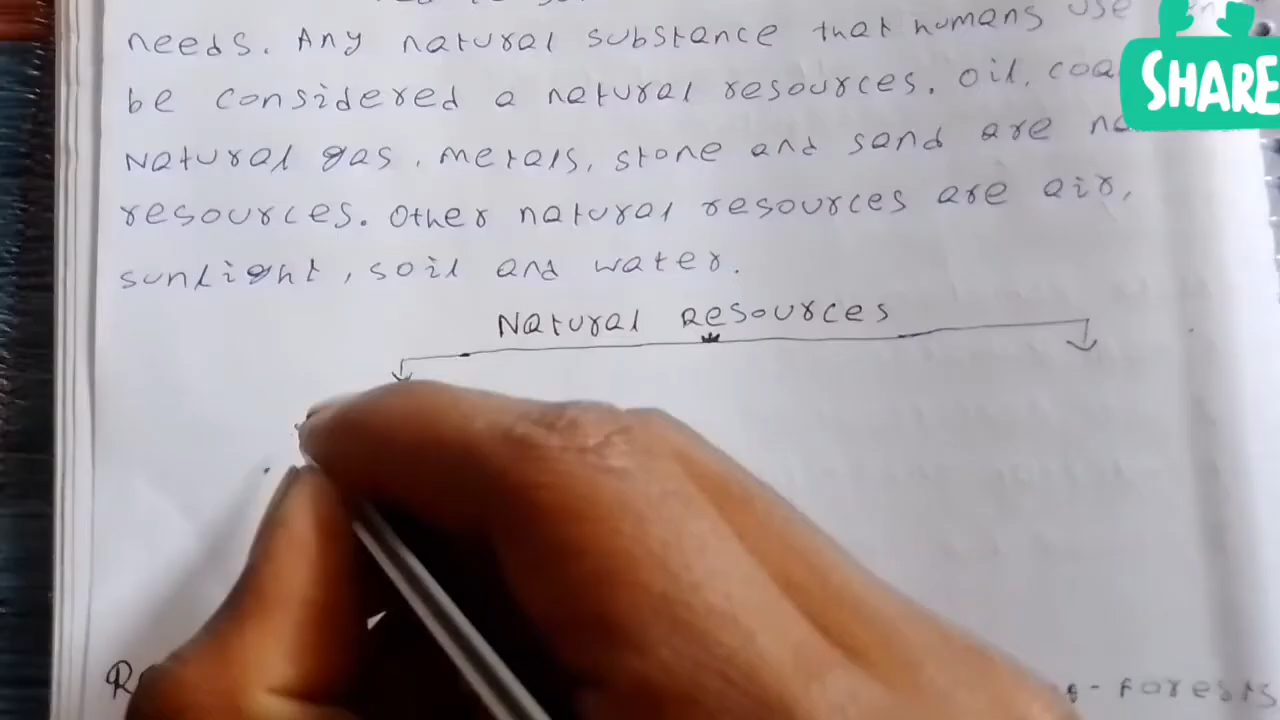 needs. Any natural substance that humans use
be considered a natural resources. Oil, coa
SHARE
Natural gas, metals, stone and sand are
resources. Other natural resources are air,
sunlight, soil and water.
Natural Resources
- Forests